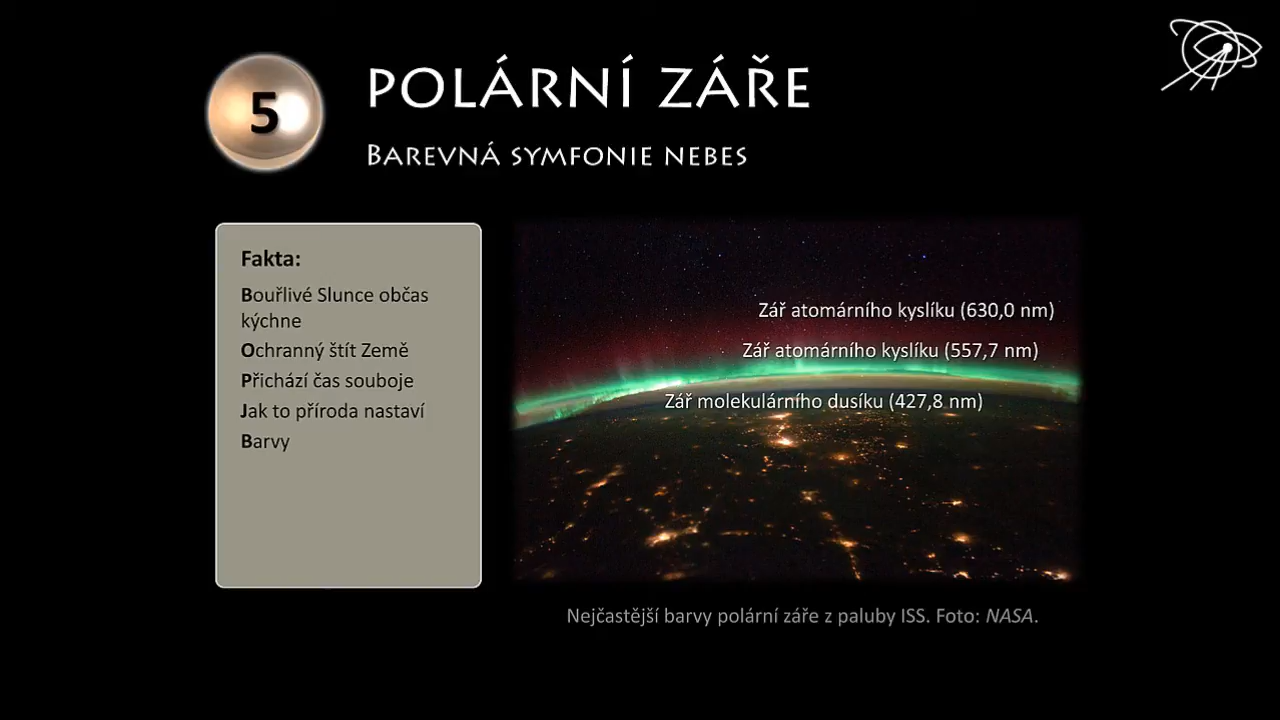 5
POLÁRNÍ ZÁŘE
BAREVNÁ SYMFONIE NEBES
Fakta:
Bouřlivé Slunce občas
kýchne
Ochranný štít Země
Přichází čas souboje
Jak to příroda nastaví
Barvy
Zář atomárního kyslíku (630,0 nm)
Zář atomárního kyslíku (557,7 nm)
Zář molekulárního dusíku (427,8 nm)
Nejčastější barvy polární záře z paluby ISS. Foto: NASA.